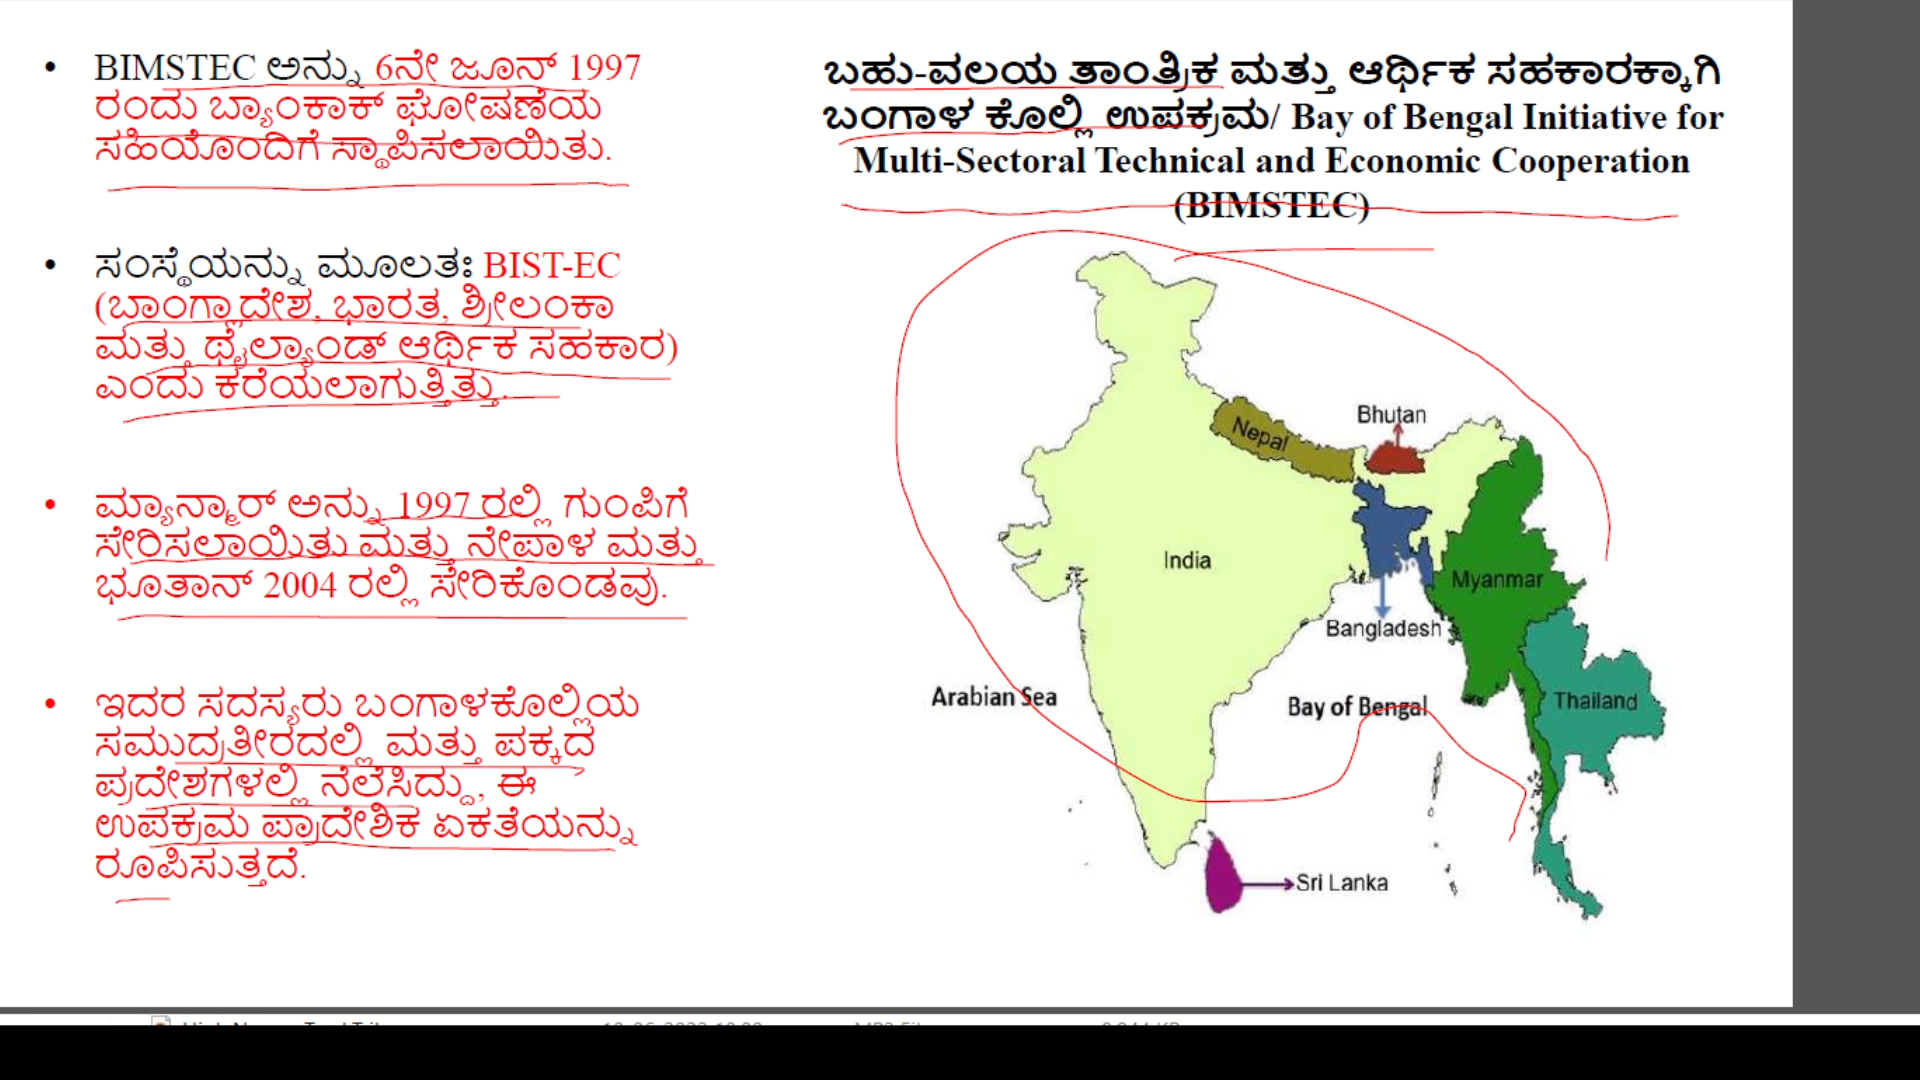 • BIMSTEC ಅನ್ನು 6ನೇ ಜೂನ್ 1997
ರಂದು ಬ್ಯಾಂಕಾಕ್ ಘೋಷಣೆಯ
ಸಹಿಯೊಂದಿಗೆ ಸ್ಥಾಪಿಸಲಾಯಿತು.
• ಸಂಸ್ಥೆಯನ್ನು ಮೂಲತಃ BIST-EC
(ಬಾಂಗ್ಲಾದೇಶ, ಭಾರತ, ಶ್ರೀಲಂಕಾ
ಮತ್ತು ಥೈಲ್ಯಾಂಡ್ ಆರ್ಥಿಕ ಸಹಕಾರ)
ಎಂದು ಕರೆಯಲಾಗುತ್ತಿತ್ತು.
• ಮ್ಯಾನ್ಮಾರ್ ಅನ್ನು 1997 ರಲ್ಲಿ ಗುಂಪಿಗೆ
ಸೇರಿಸಲಾಯಿತು ಮತ್ತು ನೇಪಾಳ ಮತ್ತು
ಭೂತಾನ್ 2004 ರಲ್ಲಿ ಸೇರಿಕೊಂಡವು.
• ಇದರ ಸದಸ್ಯರು ಬಂಗಾಳಕೊಲ್ಲಿಯ
ಸಮುದ್ರತೀರದಲ್ಲಿ ಮತ್ತು ಪಕ್ಕದ
ಪ್ರದೇಶಗಳಲ್ಲಿ ನೆಲೆಸಿದ್ದು, ಈ
ಉಪಕ್ರಮ ಪ್ರಾದೇಶಿಕ ಏಕತೆಯನ್ನು
ರೂಪಿಸುತ್ತದೆ.
ಬಹು-ವಲಯ ತಾಂತ್ರಿಕ ಮತ್ತು ಆರ್ಥಿಕ ಸಹಕಾರಕ್ಕಾಗಿ
ಬಂಗಾಳ ಕೊಲ್ಲಿ ಉಪಕ್ರಮ/ Bay of Bengal Initiative for
Multi-Sectoral Technical and Economic Cooperation
(BIMSTEC)
Bhutan
Nepal
India
Myanmar
Bangladesh
Arabian Sea
Bay of Bengal
Thailand
Sri Lanka